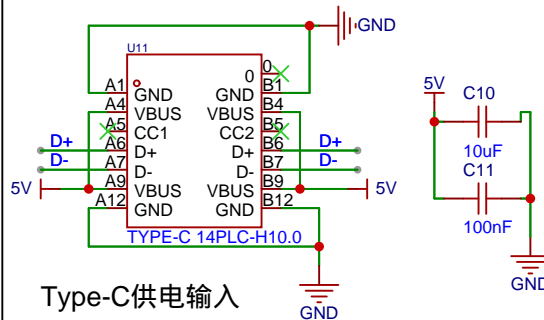 GND
U11
0
0
A1
GND
GND
B1
A4
VBUS
VBUS
B4
A5
CC1
CC2
B5
D+
A6
D+
D+
B6
D+
D-
A7
D-
D-
B7
D-
5V
A9
VBUS
VBUS
B9
5V
A12
GND
GND
B12
TYPE-C 14PLC-H10.0
Type-C供电输入
GND
5V
C10
10uF
C11
100nF
GND